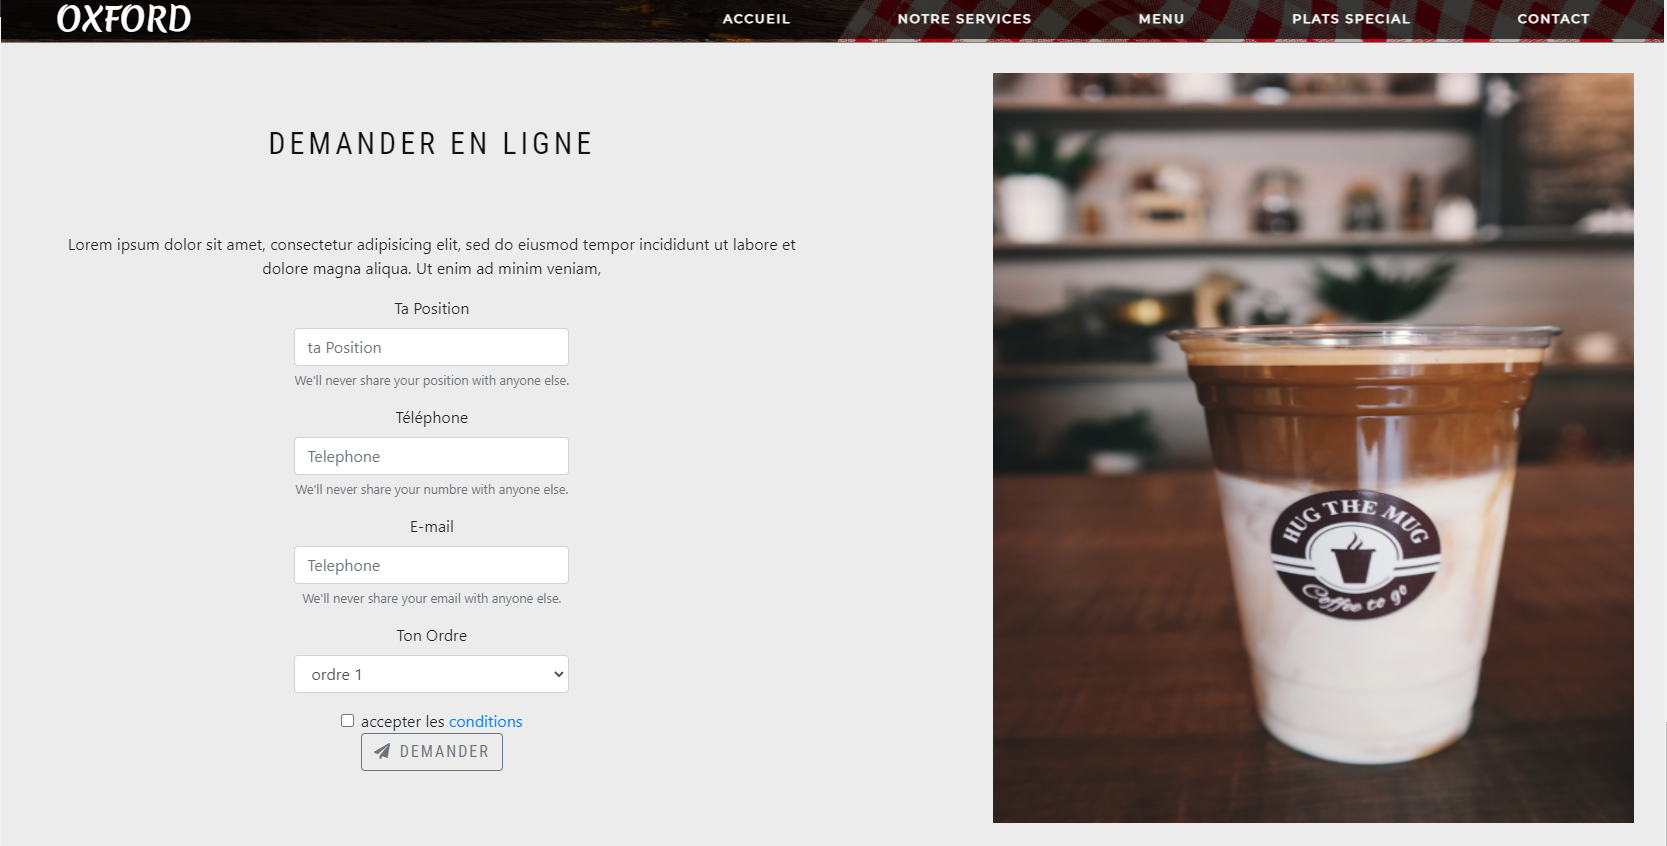 OXFORD
ACCUEIL
NOTRE SERVICES
MENU
PLATS SPECIAL
CONTACT
DEMANDER EN LIGNE
Lorem ipsum dolor sit amet, consectetur adipisicing elit, sed do eiusmod tempor incididunt ut labore et
dolore magna aliqua. Ut enim ad minim veniam,
Ta Position
ta Position
We'll never share your position with anyone else.
Téléphone
Telephone
We'll never share your numbre with anyone else.
E-mail
Telephone
We'll never share your email with anyone else.
Ton Ordre
ordre 1
accepter les conditions
DEMANDER
HUG THE MUG
Coffee to go